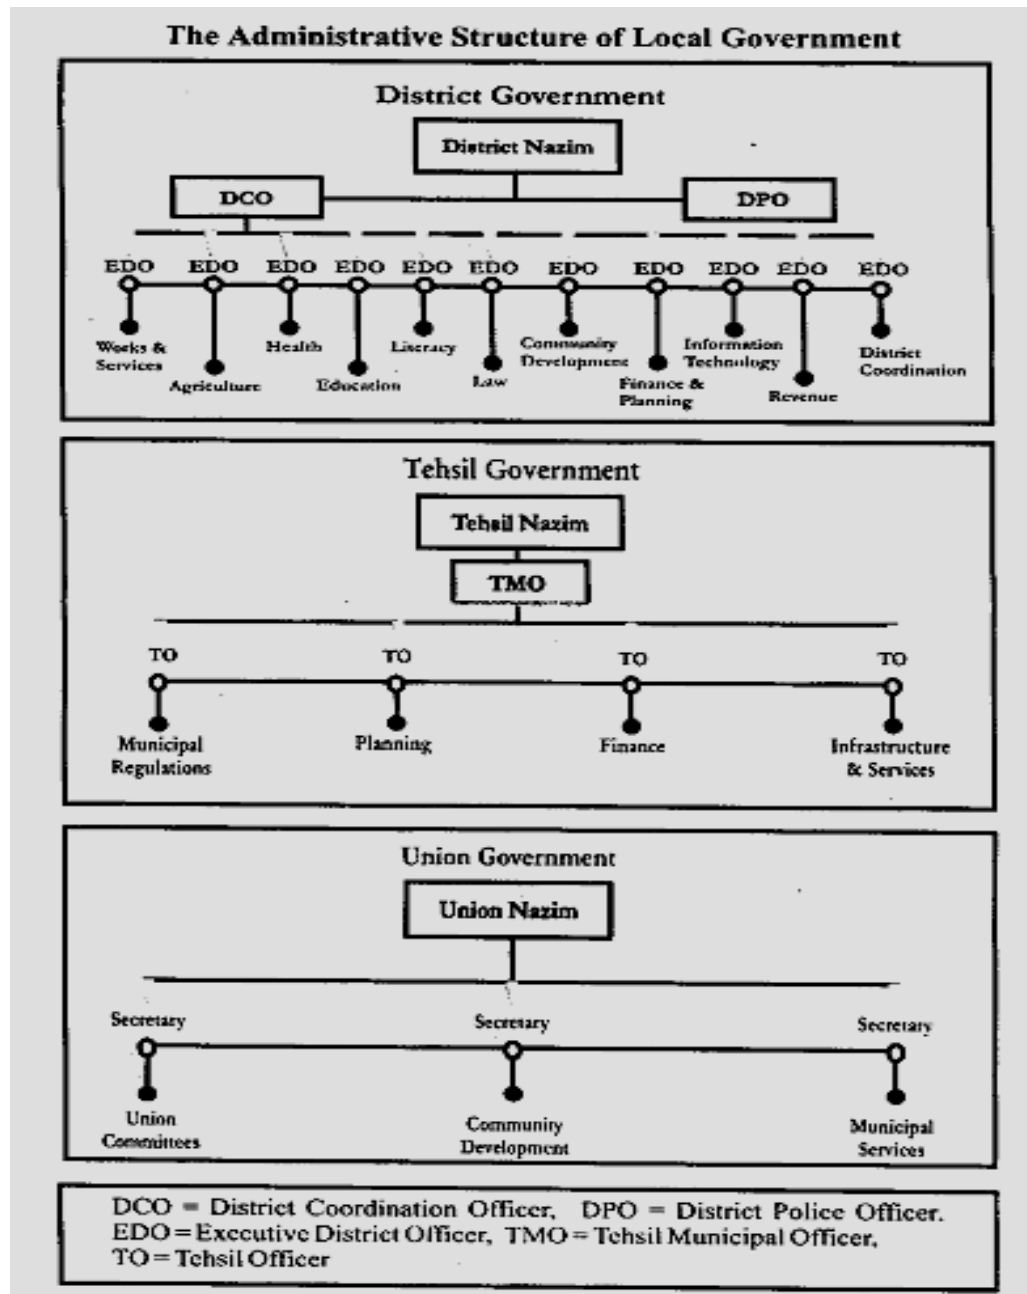 The Administrative Structure of Local Government
District Government
District Nazim
DCO
DPO
EDO EDO EDO EDO EDO EDO EDO EDO EDO EDO EDO
Works &
Services
Agriculture
Health
Education
Literacy
Law
Community
Development
Finance &
Planning
Information
Technology
Revenue
District
Coordination
Tehsil Government
Tehsil Nazim
TMO
TO TO TO TO
Municipal
Regulations
Planning
Finance
Infrastructure
& Services
Union Government
Union Nazim
Secretary Secretary Secretary
Union
Committees
Community
Development
Municipal
Services
DCO = District Coordination Officer, DPO = District Police Officer.
EDO = Executive District Officer, TMO = Tehsil Municipal Officer,
TO = Tehsil Officer